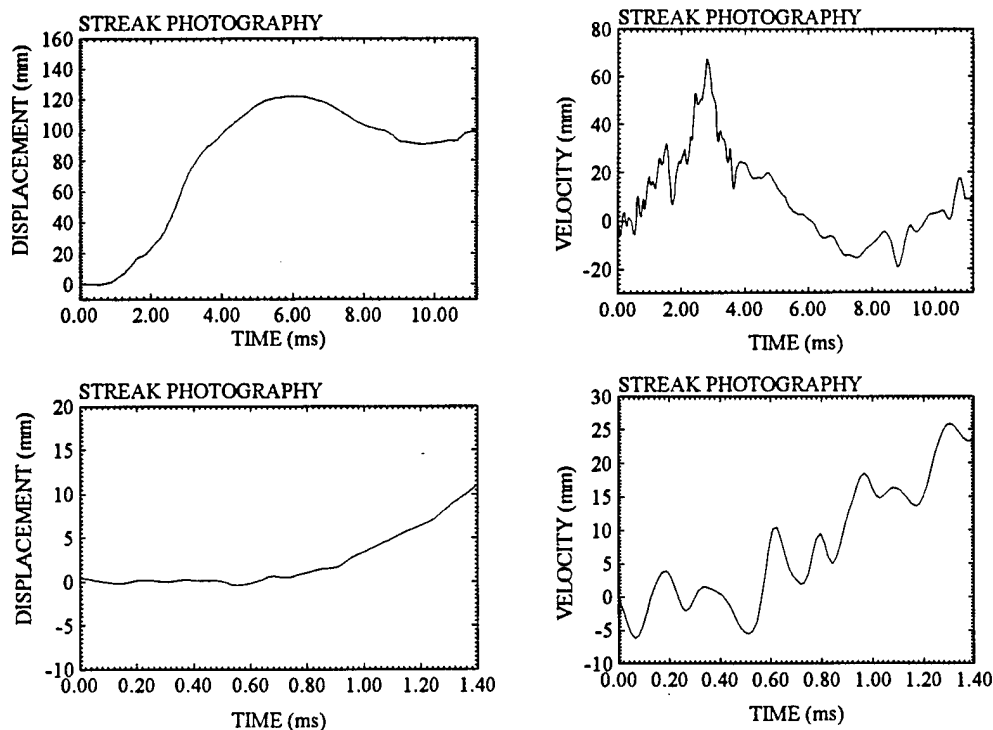 STREAK PHOTOGRAPHY
DISPLACEMENT (mm)
160
140
120
100
80
60
40
20
0
0.00 2.00 4.00 6.00 8.00 10.00
TIME (ms)
STREAK PHOTOGRAPHY
VELOCITY (mm)
80
60
40
20
0
-20
0.00 2.00 4.00 6.00 8.00 10.00
TIME (ms)
STREAK PHOTOGRAPHY
DISPLACEMENT (mm)
20
15
10
5
0
-5
-10
0.00 0.20 0.40 0.60 0.80 1.00 1.20 1.40
TIME (ms)
STREAK PHOTOGRAPHY
VELOCITY (mm)
30
25
20
15
10
5
0
-5
-10
0.00 0.20 0.40 0.60 0.80 1.00 1.20 1.40
TIME (ms)